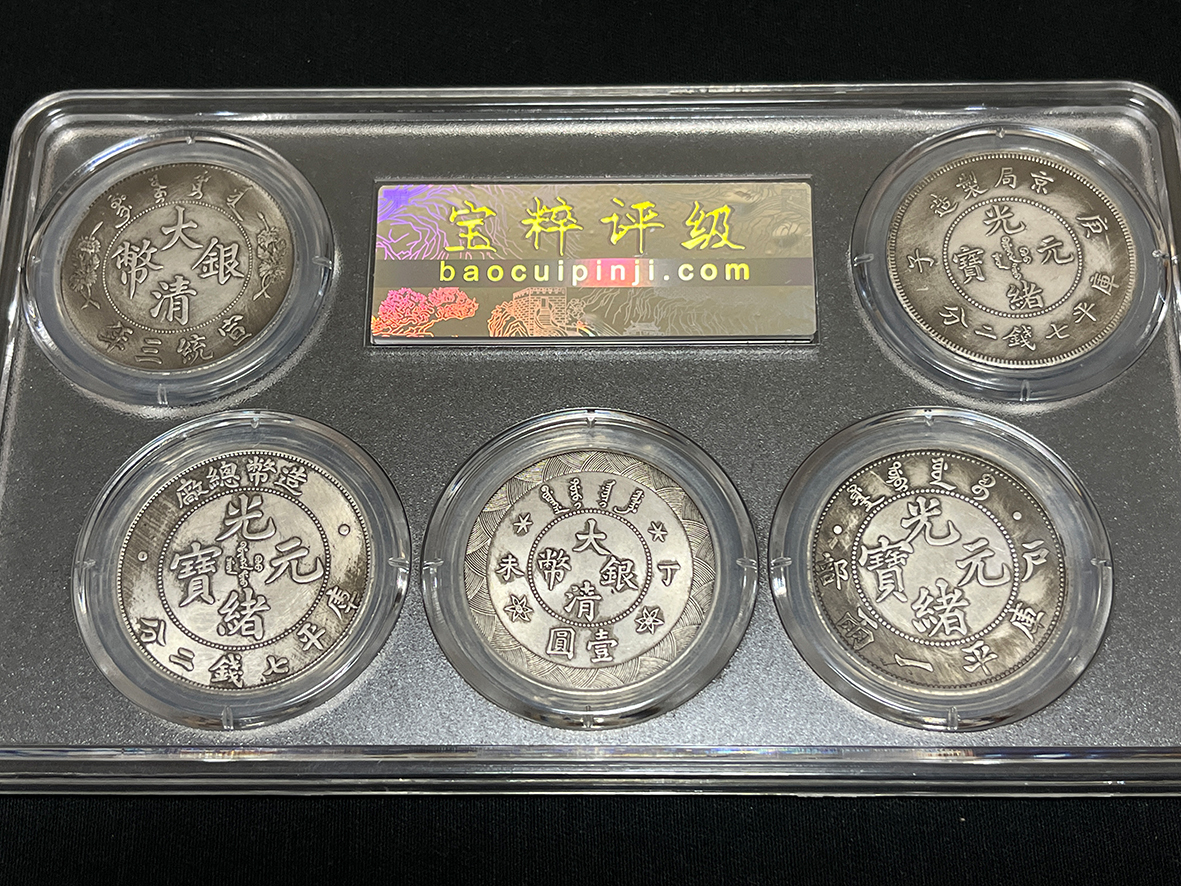 大清銀幣
宣統三年
宝粹评级
baocuipinji.com
京局製造
庚子
光緒元寶
庫平七錢二分
造幣總廠
光緒元寶
庫平七錢二分
大清銀幣
丁未
壹圓
戶部
光緒元寶
庫平一兩